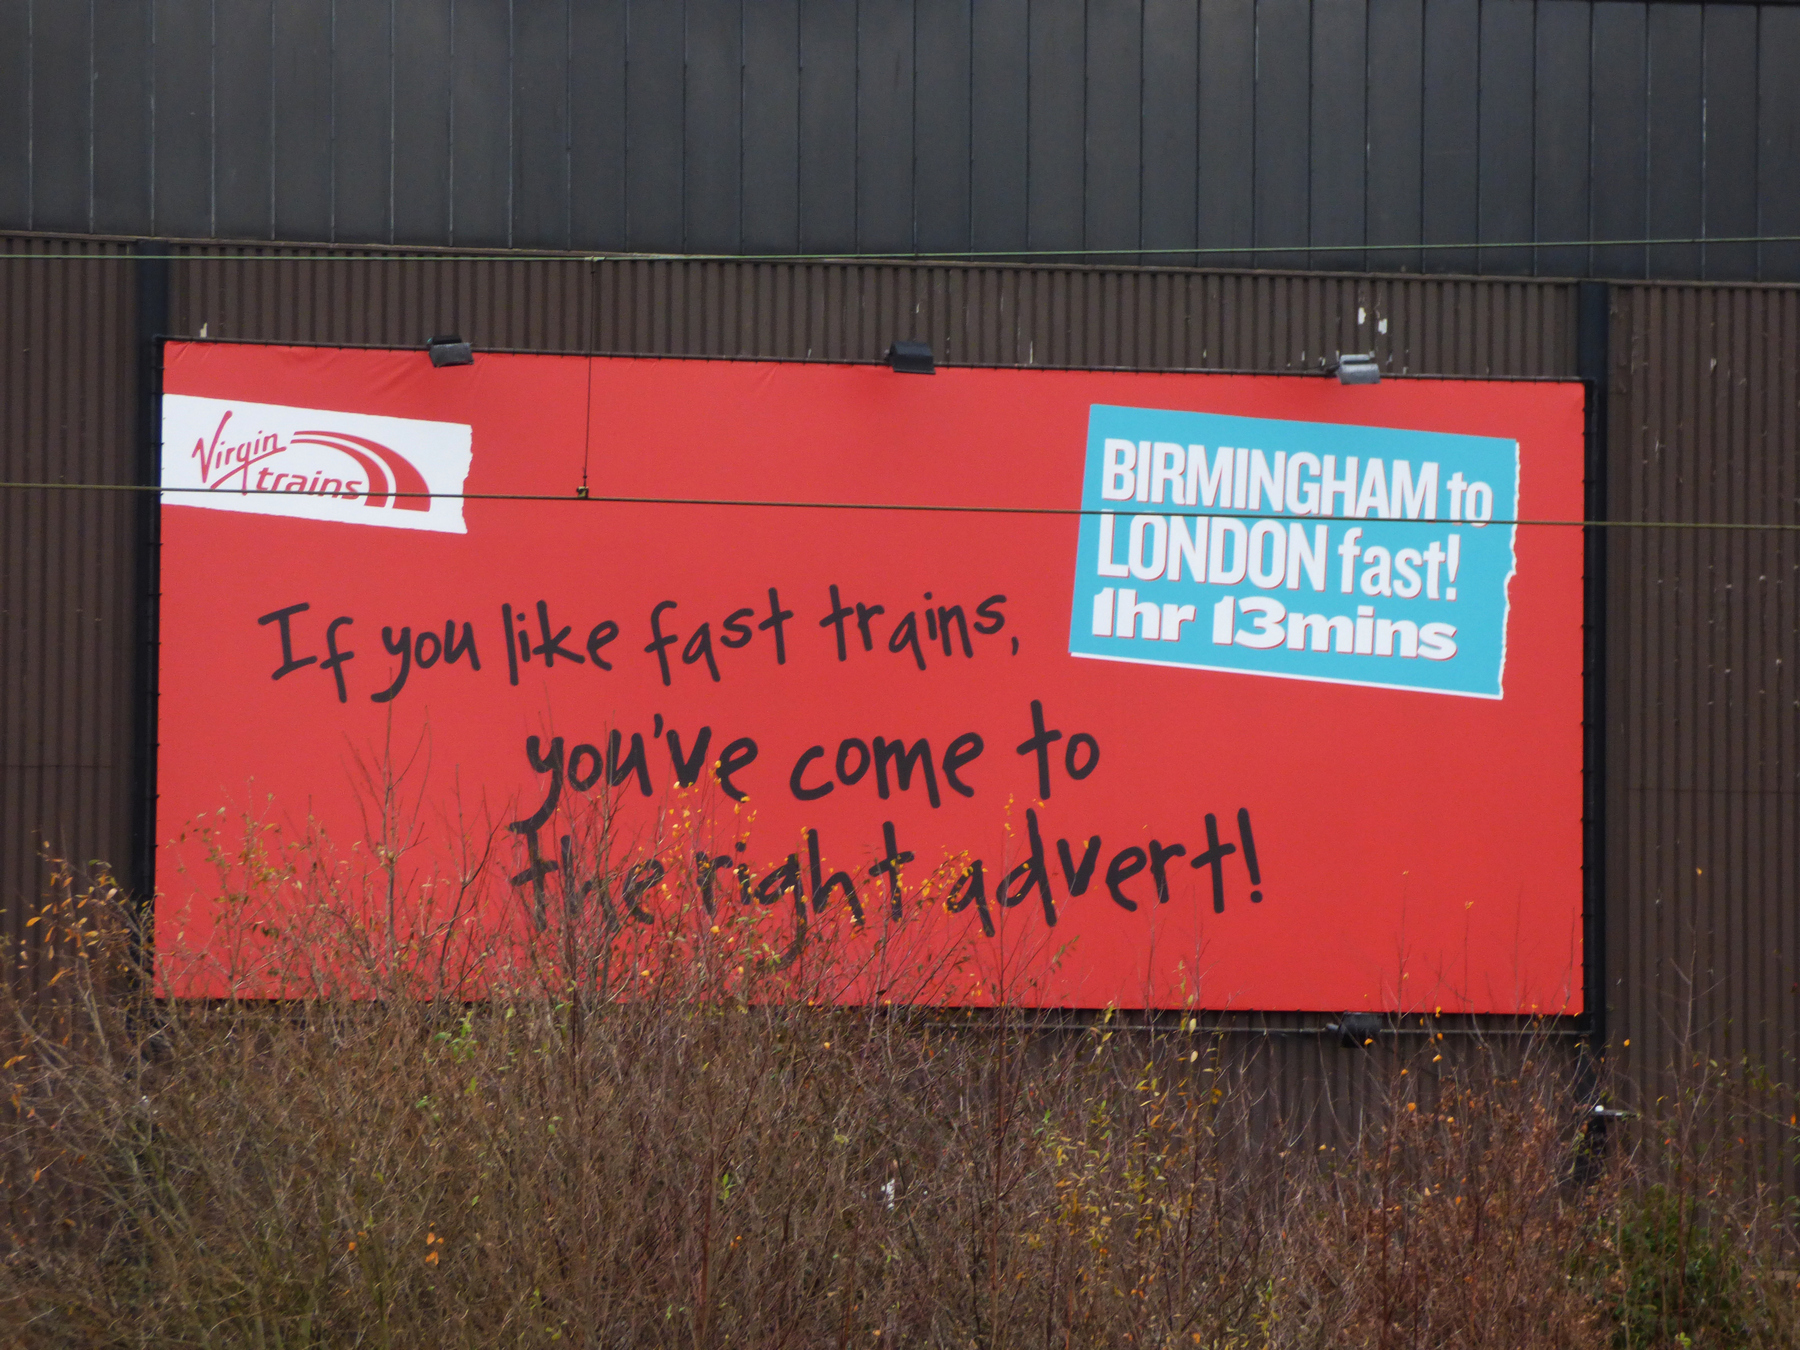 Virgin
trains
BIRMINGHAM to
LONDON fast!
1hr 13mins
If you like fast trains,
you've come to
the right advert!